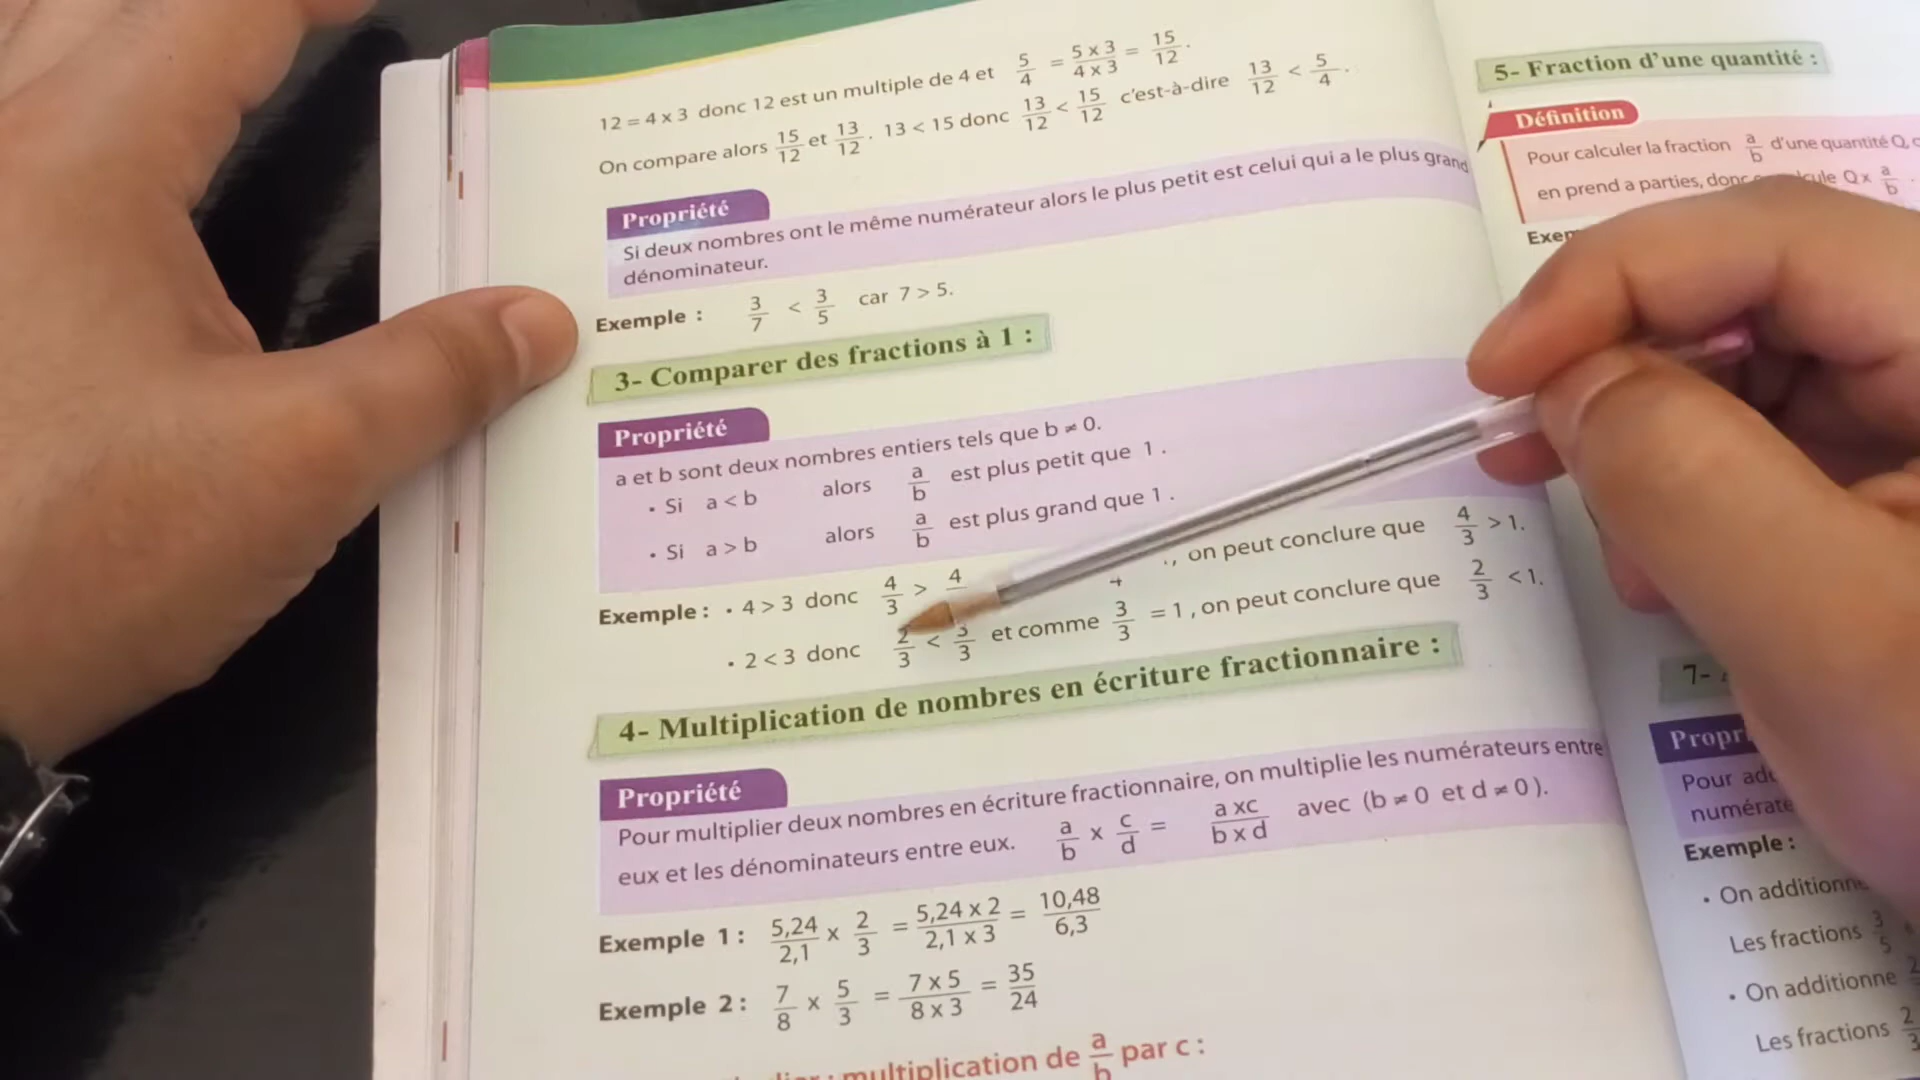 12 = 4 x 3 donc 12 est un multiple de 4 et 5/4 = 5 x 3/4 x 3 = 15/12.
On compare alors 15/12 et 13/12. 13 < 15 donc 13/12 < 15/12 c'est-à-dire 13/12 < 5/4.
Propriété
Si deux nombres ont le même numérateur alors le plus petit est celui qui a le plus grand
dénominateur.
Exemple : 3/7 < 3/5 car 7 > 5.
3- Comparer des fractions à 1 :
Propriété
a et b sont deux nombres entiers tels que b ≠ 0.
• Si a < b alors a/b est plus petit que 1 .
• Si a > b alors a/b est plus grand que 1 .
Exemple : • 4 > 3 donc 4/3 > 4 , on peut conclure que 4/3 > 1.
• 2 < 3 donc 2/3 < 3/3 et comme 3/3 = 1 , on peut conclure que 2/3 < 1.
4- Multiplication de nombres en écriture fractionnaire :
Propriété
Pour multiplier deux nombres en écriture fractionnaire, on multiplie les numérateurs entre
eux et les dénominateurs entre eux. a/b x c/d = a xc/b x d avec (b ≠ 0 et d ≠ 0 ).
Exemple 1 : 5,24/2,1 x 2/3 = 5,24 x 2/2,1 x 3 = 10,48/6,3
Exemple 2 : 7/8 x 5/3 = 7 x 5/8 x 3 = 35/24
multiplication de a/b par c :
5- Fraction d'une quantité :
Définition
Pour calculer la fraction a/b d'une quantité Q,
en prend a parties, Q x a/b .
7-
Pour
Exemple :
• On additionne
Les fractions 3/5
• On additionne
Les fractions 2/3